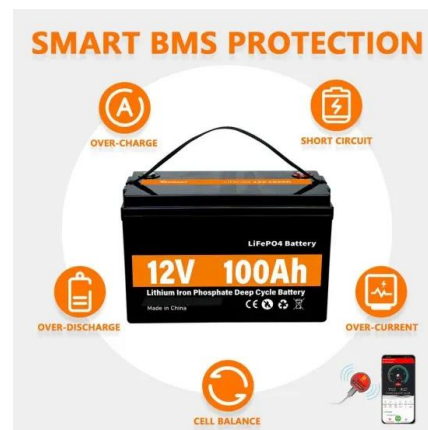 SMART BMS PROTECTION
A
OVER-CHARGE
SHORT CIRCUIT
LiFePO4 Battery
12V 100Ah
Lithium Iron Phosphate Deep Cycle Battery
Made in China
CE
OVER-DISCHARGE
OVER-CURRENT
CELL BALANCE